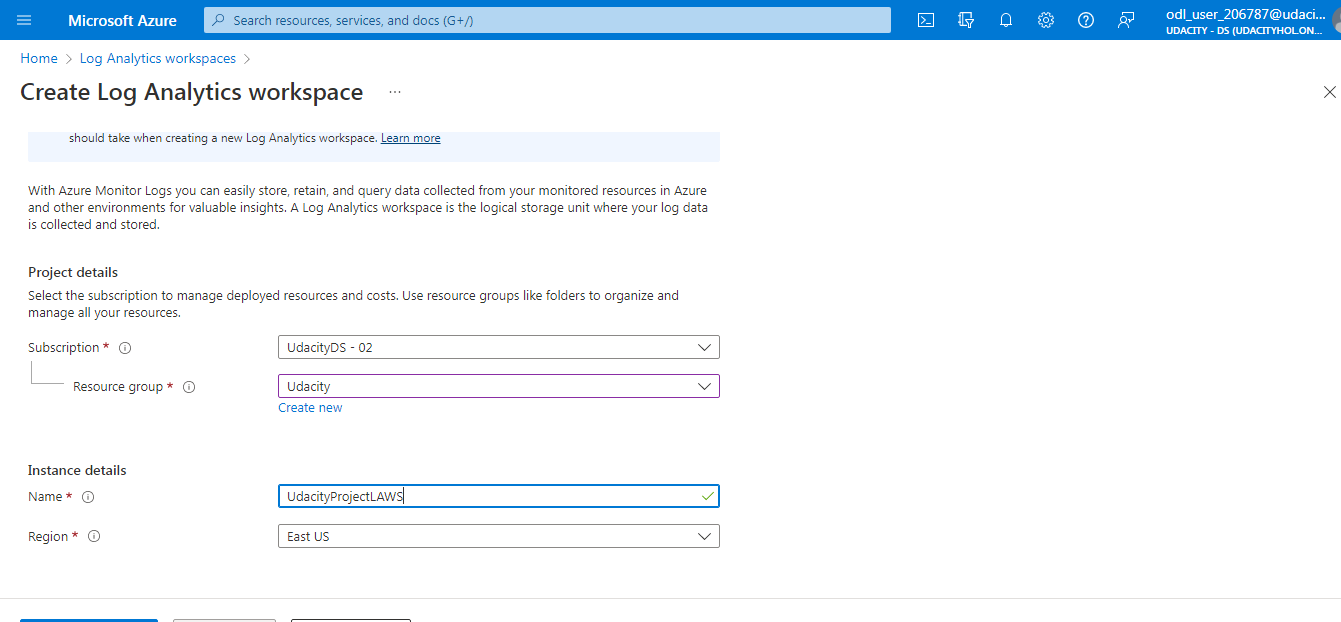 Microsoft Azure
Search resources, services, and docs (G+/)
odl_user_206787@udaci...
UDACITY - DS (UDACITYHOL.ON...
Home > Log Analytics workspaces >
Create Log Analytics workspace ...
should take when creating a new Log Analytics workspace. Learn more
With Azure Monitor Logs you can easily store, retain, and query data collected from your monitored resources in Azure
and other environments for valuable insights. A Log Analytics workspace is the logical storage unit where your log data
is collected and stored.
Project details
Select the subscription to manage deployed resources and costs. Use resource groups like folders to organize and
manage all your resources.
Subscription * UdacityDS - 02
Resource group * Udacity
Create new
Instance details
Name * UdacityProjectLAWS
Region * East US